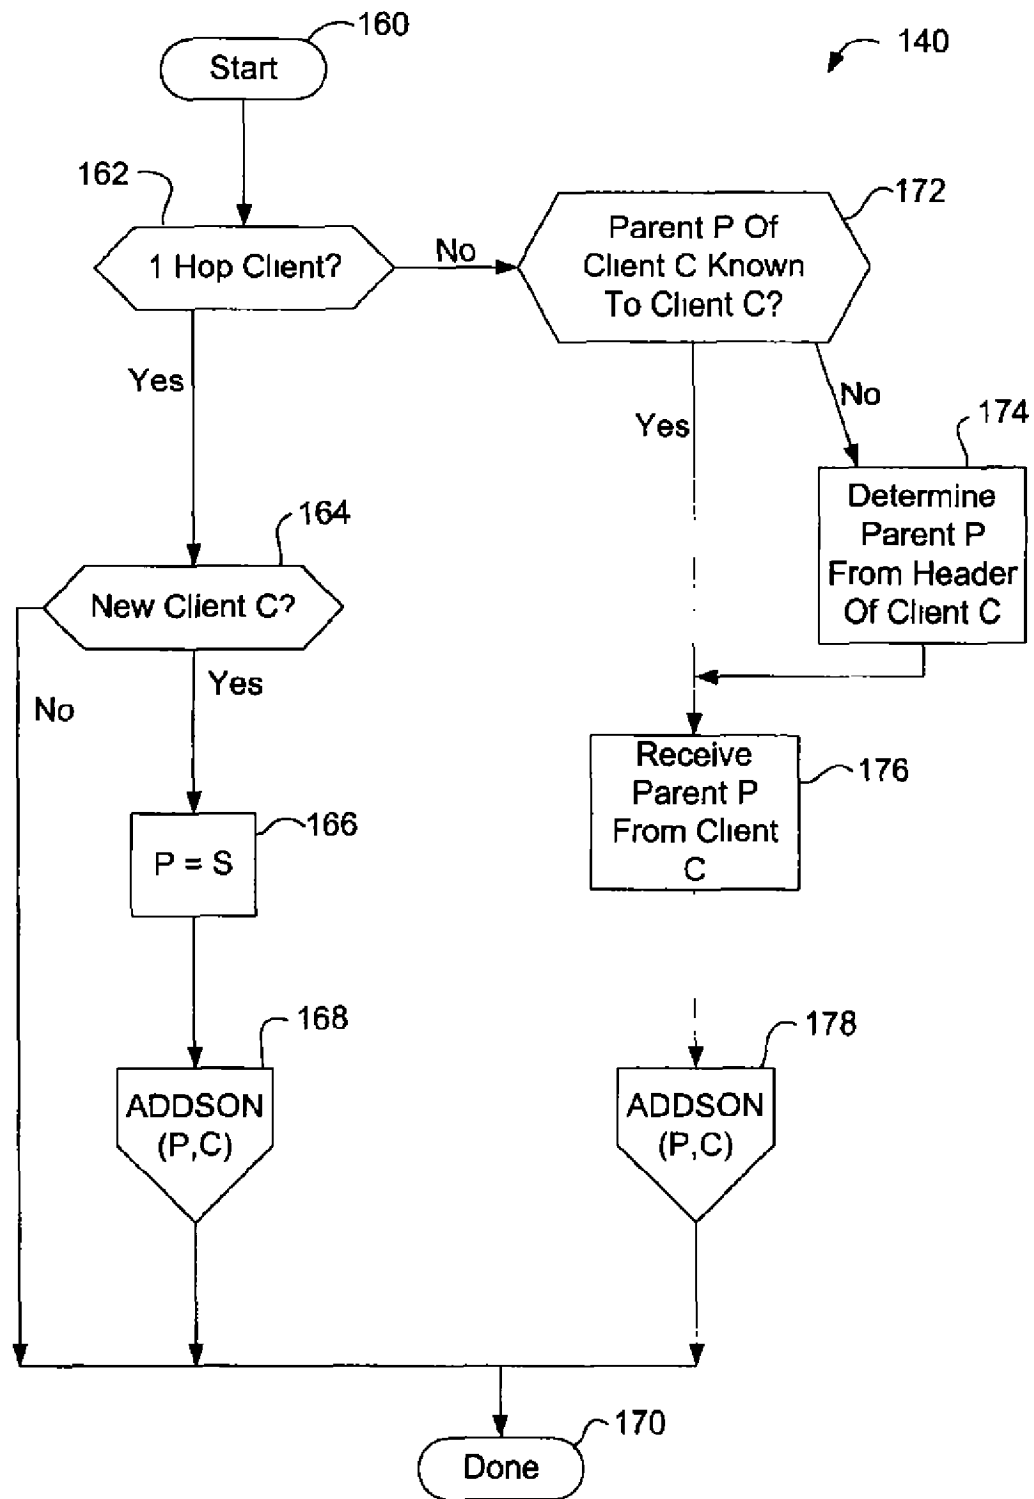 160
Start
140
162
1 Hop Client?
No
172
Parent P Of
Client C Known
To Client C?
Yes
No
Yes
174
Determine
Parent P
From Header
Of Client C
164
New Client C?
Yes
No
Receive
Parent P
From Client
C
176
166
P = S
168
ADDSON
(P,C)
178
ADDSON
(P,C)
170
Done